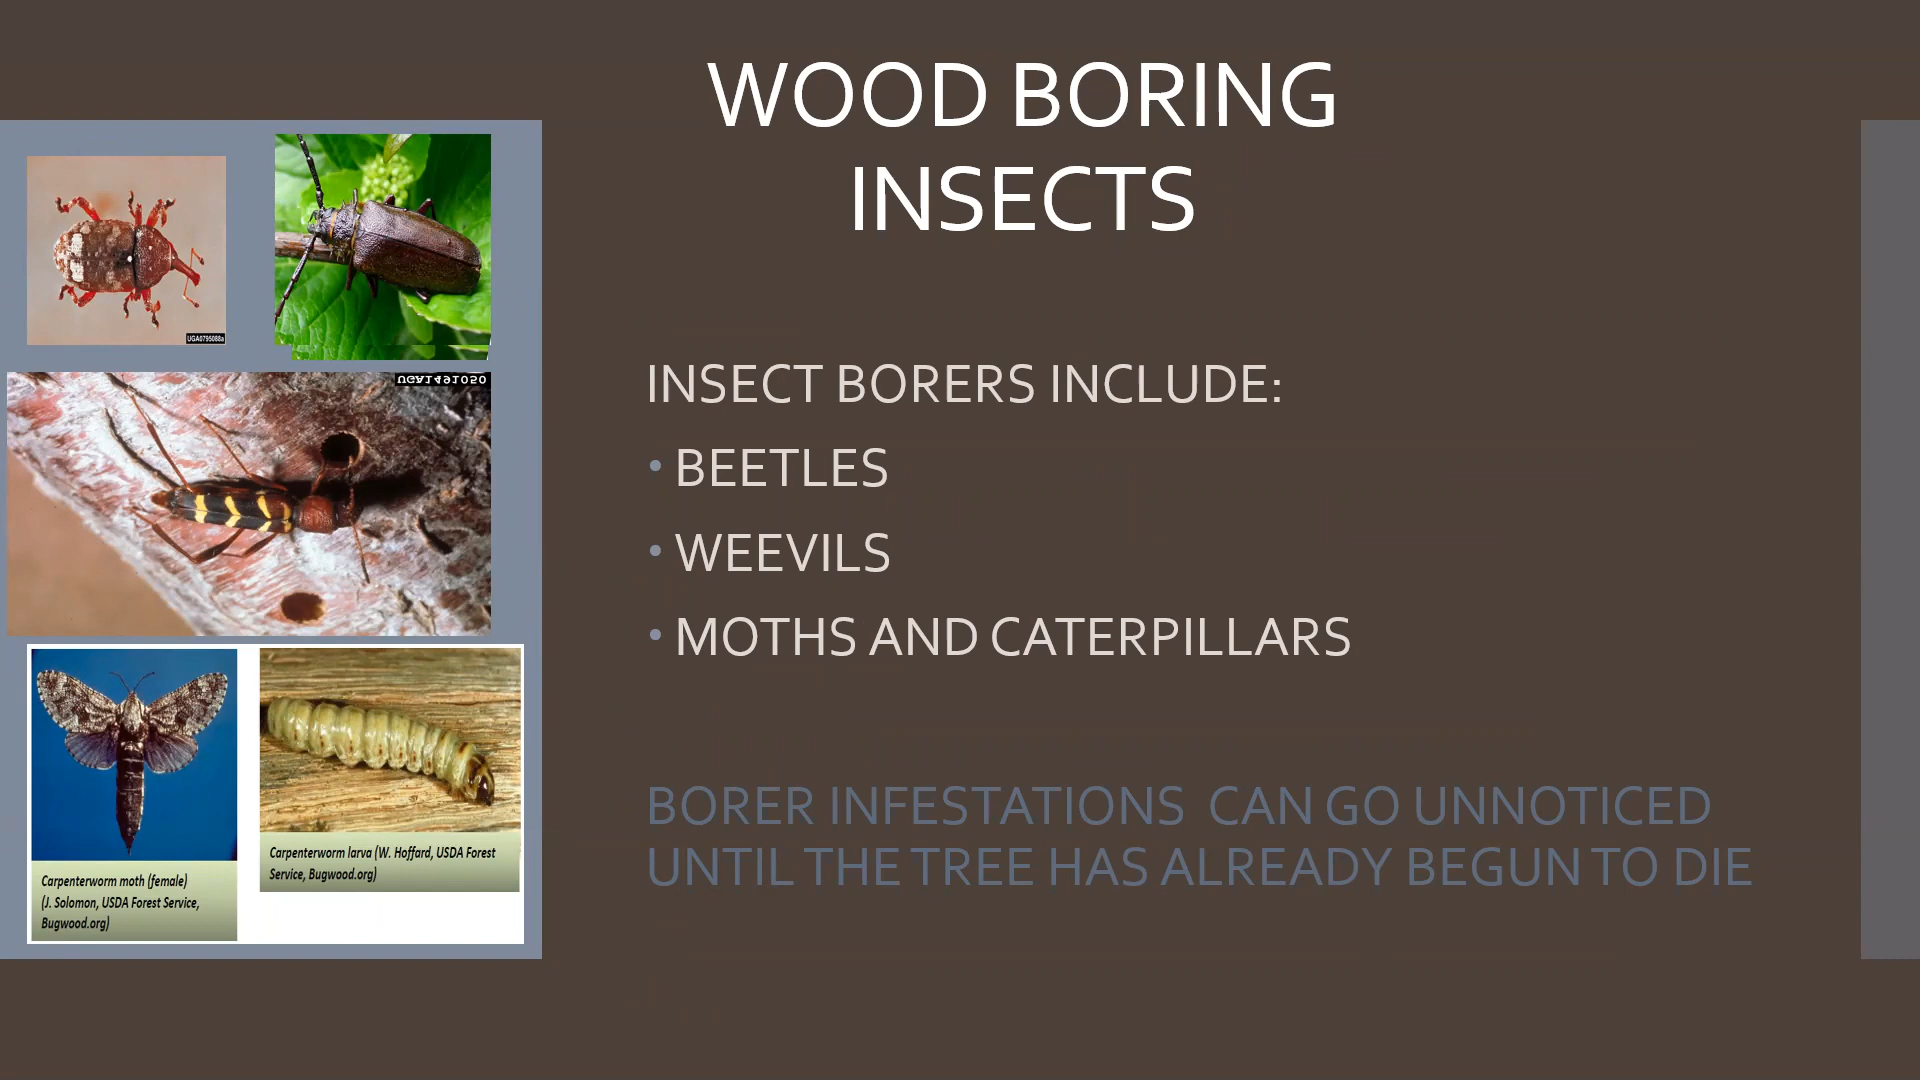 WOOD BORING
INSECTS
UGA0795088a
UGA1491050
INSECT BORERS INCLUDE:
• BEETLES
• WEEVILS
• MOTHS AND CATERPILLARS
BORER INFESTATIONS CAN GO UNNOTICED
UNTIL THE TREE HAS ALREADY BEGUN TO DIE
Carpenterworm moth (female)
(J. Solomon, USDA Forest Service,
Bugwood.org)
Carpenterworm larva (W. Hoffard, USDA Forest
Service, Bugwood.org)